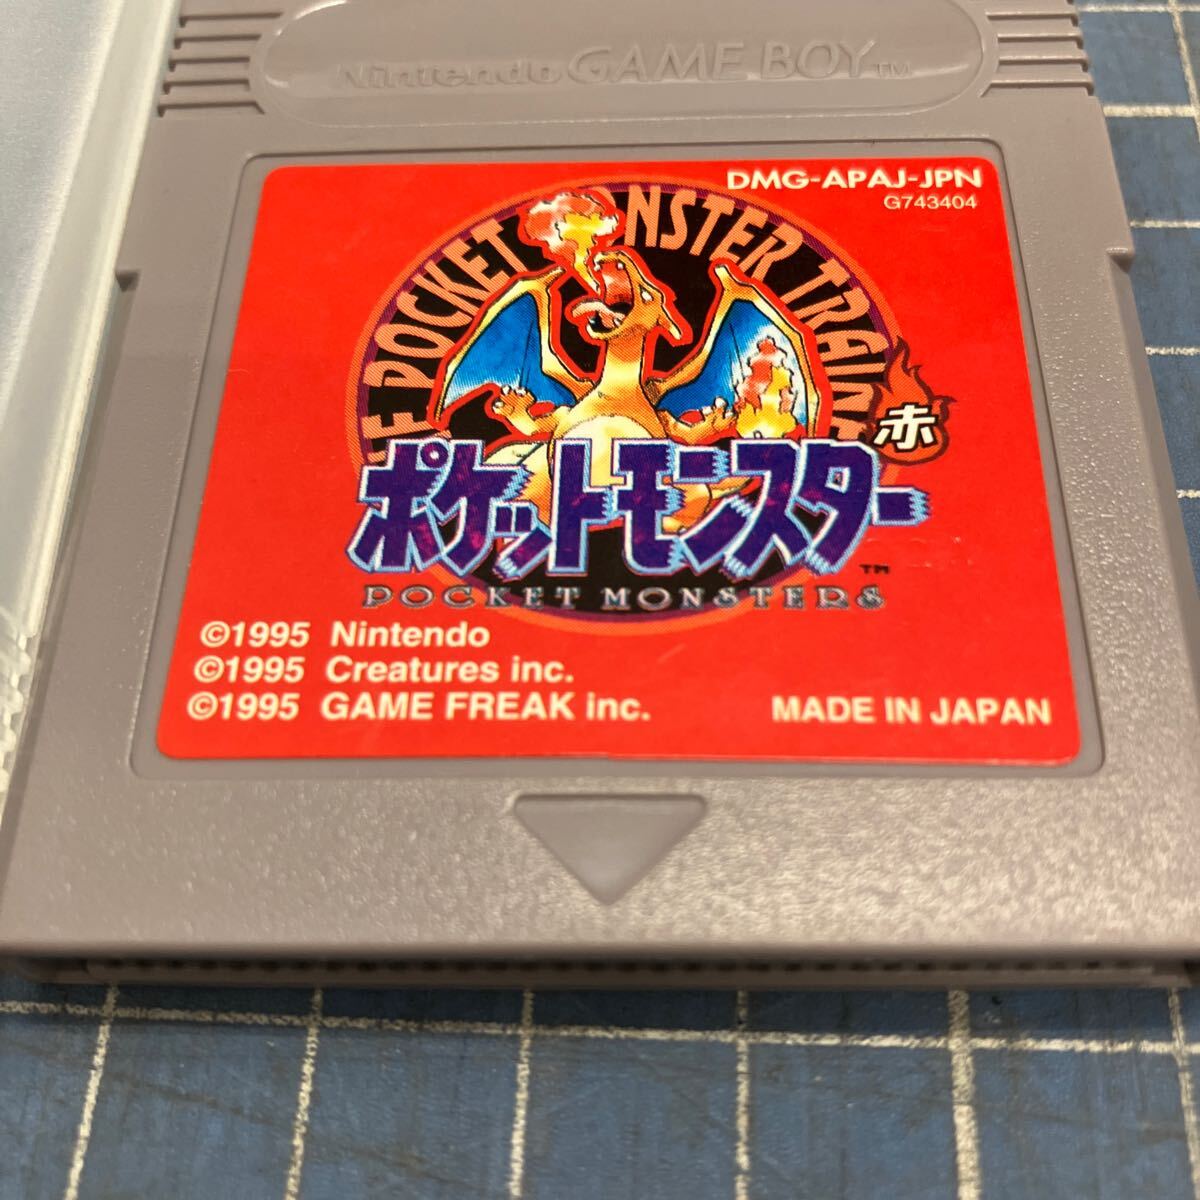 Nintendo GAME BOY™
DMG-APAJ-JPN
G743404
POCKET MONSTER
赤
ポケットモンスター
™
POCKET MONSTERS
©1995 Nintendo
©1995 Creatures inc.
©1995 GAME FREAK inc.
MADE IN JAPAN